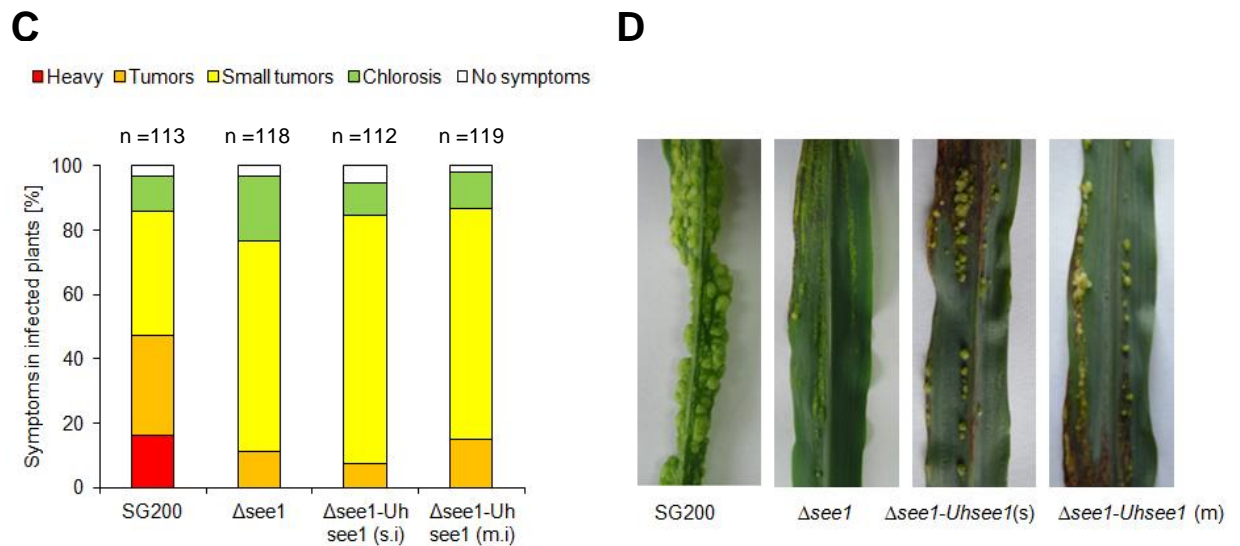 C
D
Heavy Tumors Small tumors Chlorosis No symptoms
n =113 n =118 n =112 n =119
Symptoms in infected plants [%]
100
80
60
40
20
0
SG200 Δsee1 Δsee1-Uh see1 (s.i) Δsee1-Uh see1 (m.i)
SG200 Δsee1 Δsee1-Uhsee1(s) Δsee1-Uhsee1 (m)